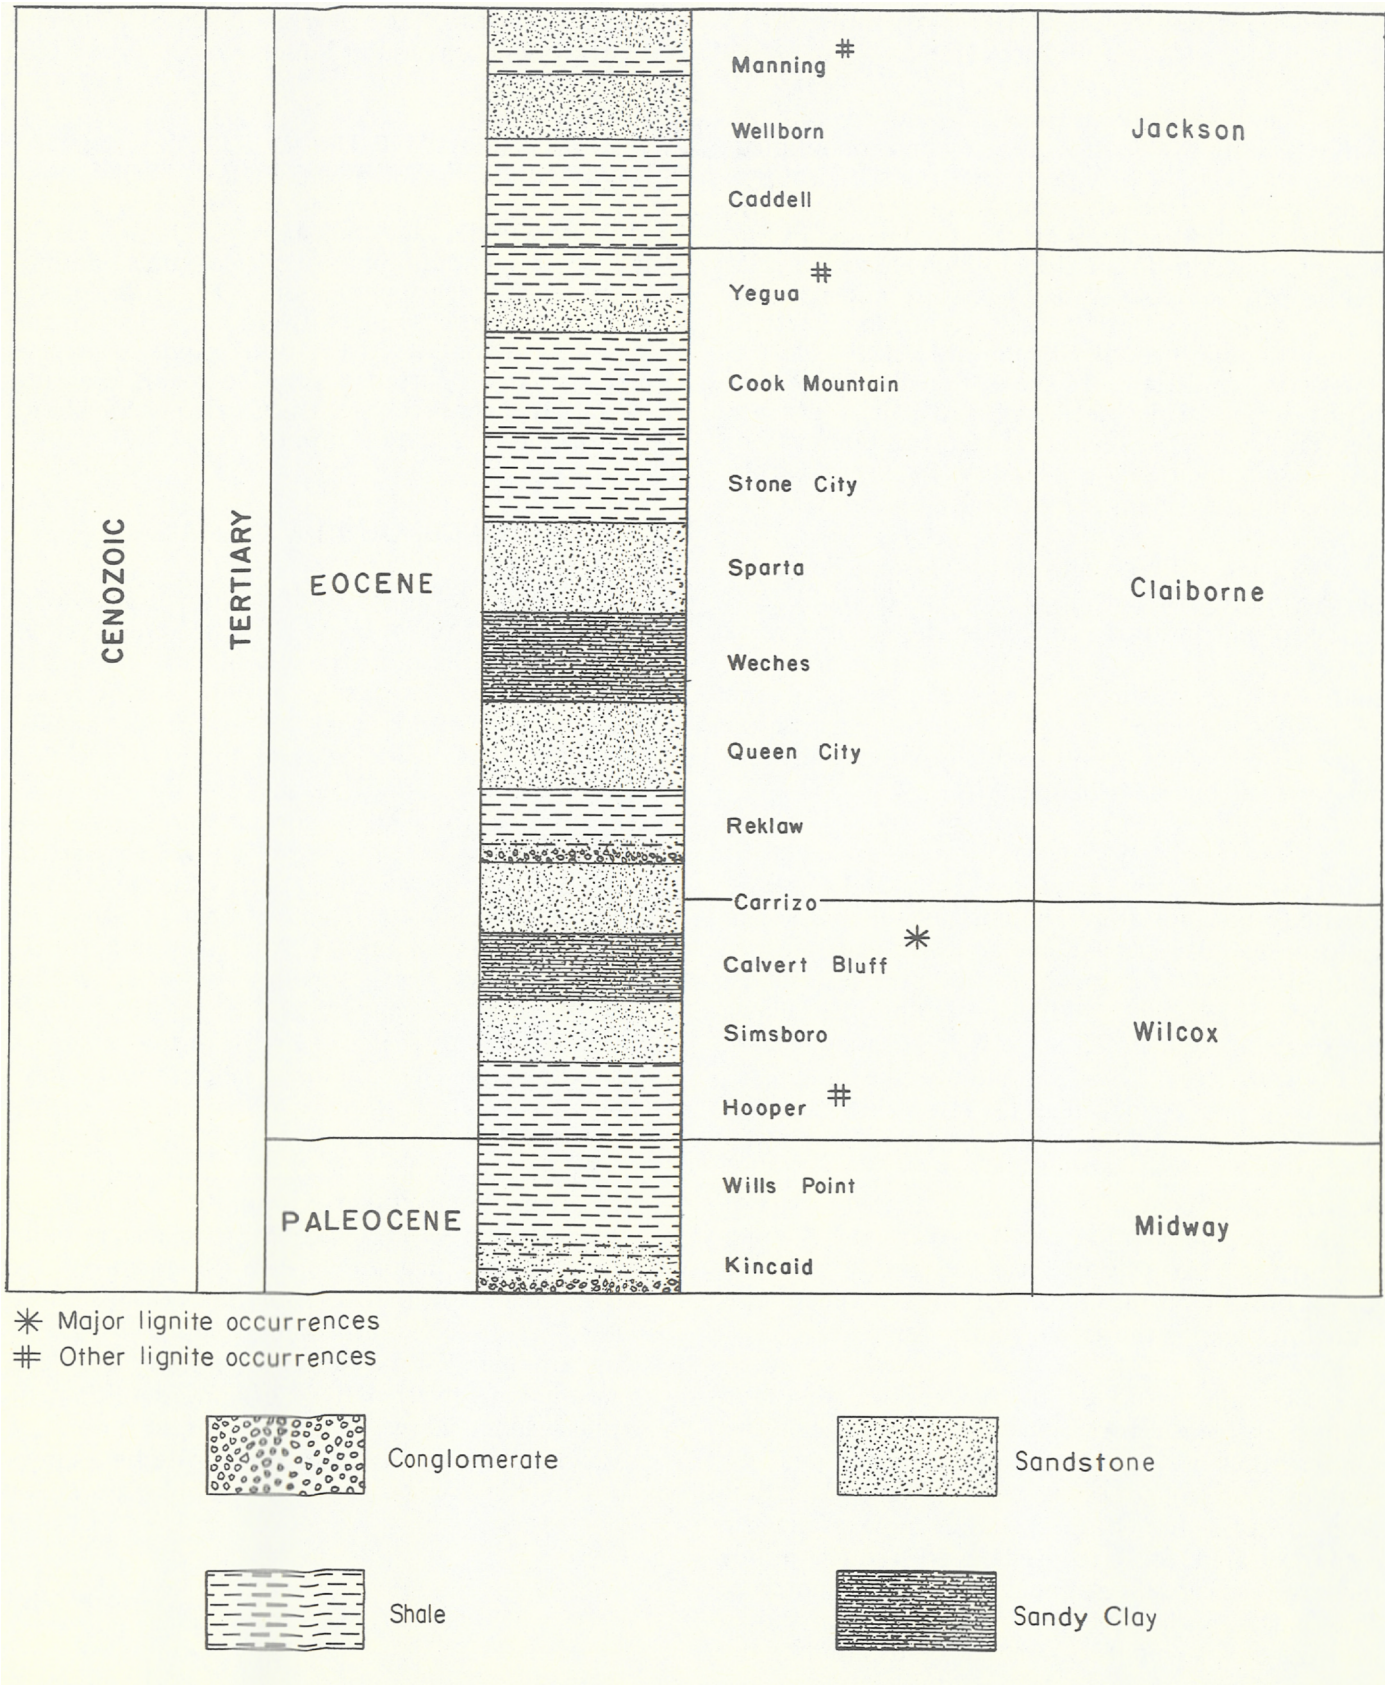 Manning #
Wellborn
Caddell
Jackson
Yegua #
Cook Mountain
Stone City
Sparta
Weches
Queen City
Reklaw
Claiborne
CENOZOIC
TERTIARY
EOCENE
Carrizo
Calvert Bluff *
Simsboro
Hooper #
Wilcox
PALEOCENE
Wills Point
Kincaid
Midway
* Major lignite occurrences
# Other lignite occurrences
Conglomerate
Sandstone
Shale
Sandy Clay